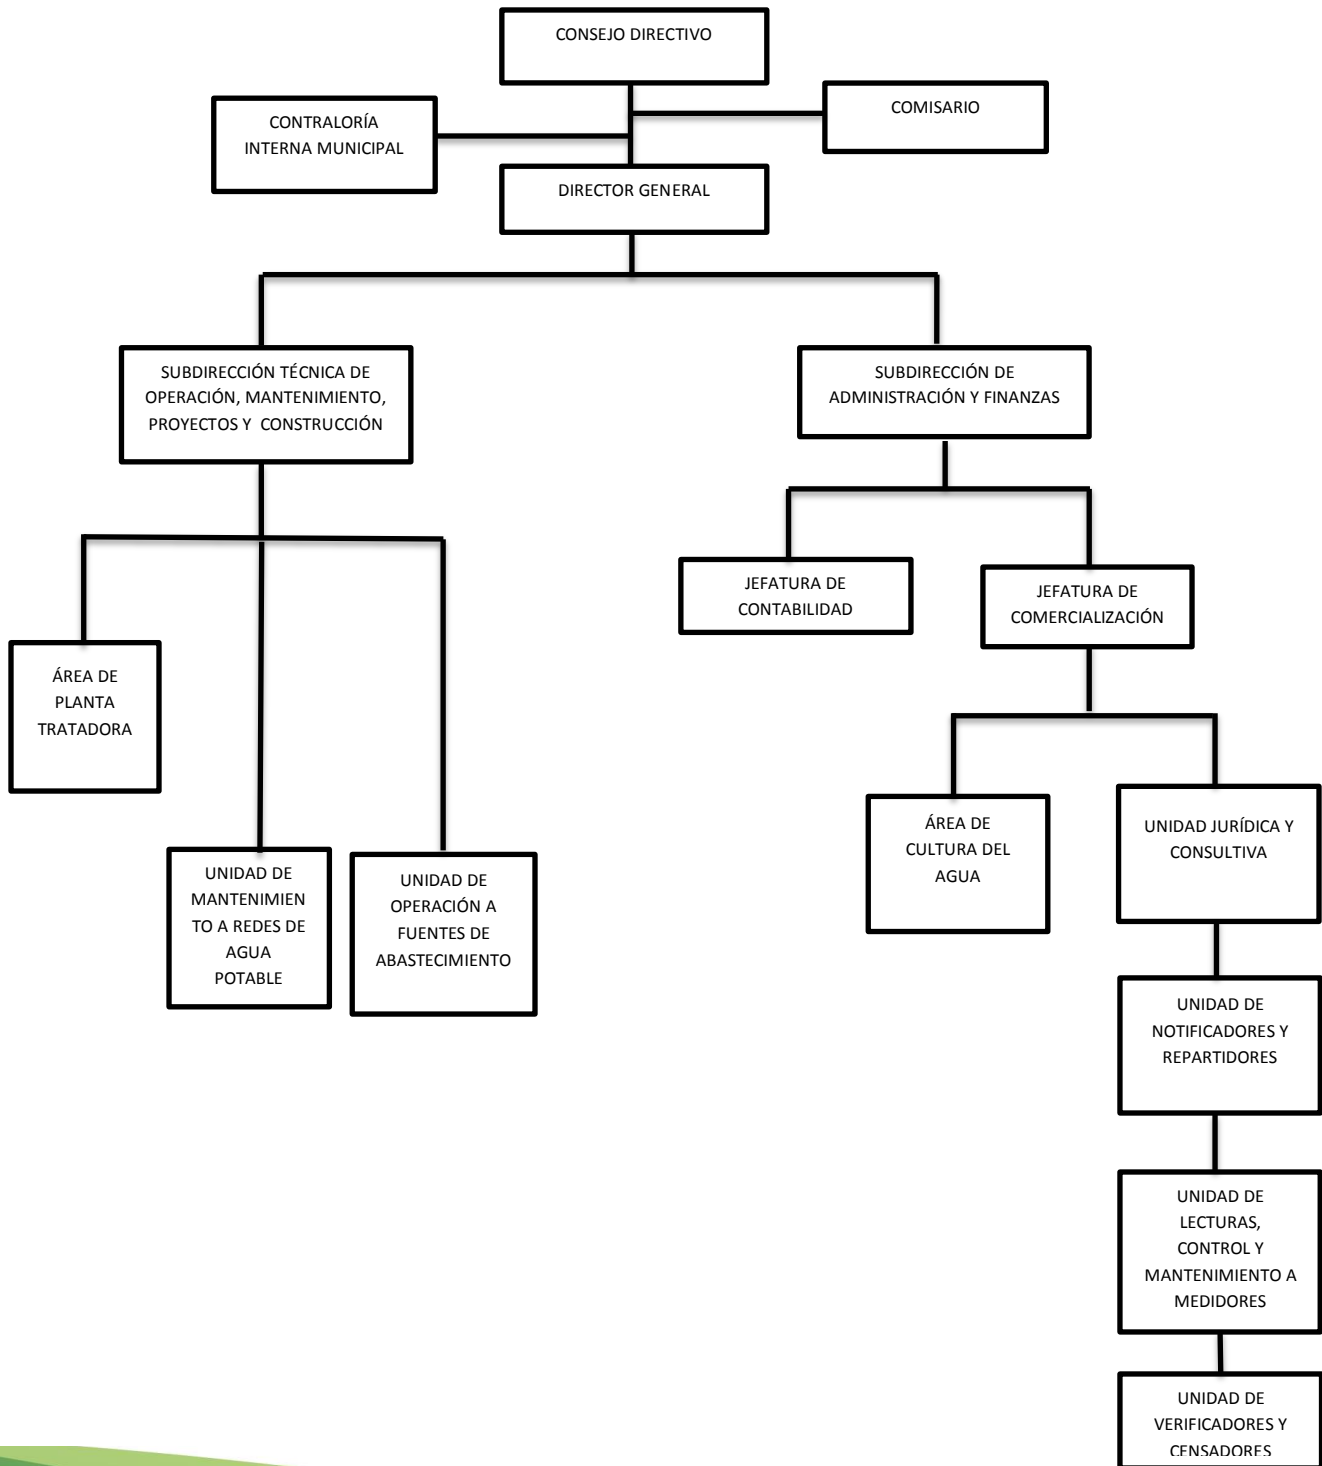 CONSEJO DIRECTIVO
COMISARIO
CONTRALORÍA
INTERNA MUNICIPAL
DIRECTOR GENERAL
SUBDIRECCIÓN TÉCNICA DE
OPERACIÓN, MANTENIMIENTO,
PROYECTOS Y CONSTRUCCIÓN
SUBDIRECCIÓN DE
ADMINISTRACIÓN Y FINANZAS
JEFATURA DE
CONTABILIDAD
JEFATURA DE
COMERCIALIZACIÓN
ÁREA DE
PLANTA
TRATADORA
UNIDAD DE
MANTENIMIEN
TO A REDES DE
AGUA
POTABLE
UNIDAD DE
OPERACIÓN A
FUENTES DE
ABASTECIMIENTO
ÁREA DE
CULTURA DEL
AGUA
UNIDAD JURÍDICA Y
CONSULTIVA
UNIDAD DE
NOTIFICADORES Y
REPARTIDORES
UNIDAD DE
LECTURAS,
CONTROL Y
MANTENIMIENTO A
MEDIDORES
UNIDAD DE
VERIFICADORES Y
CENSADORES